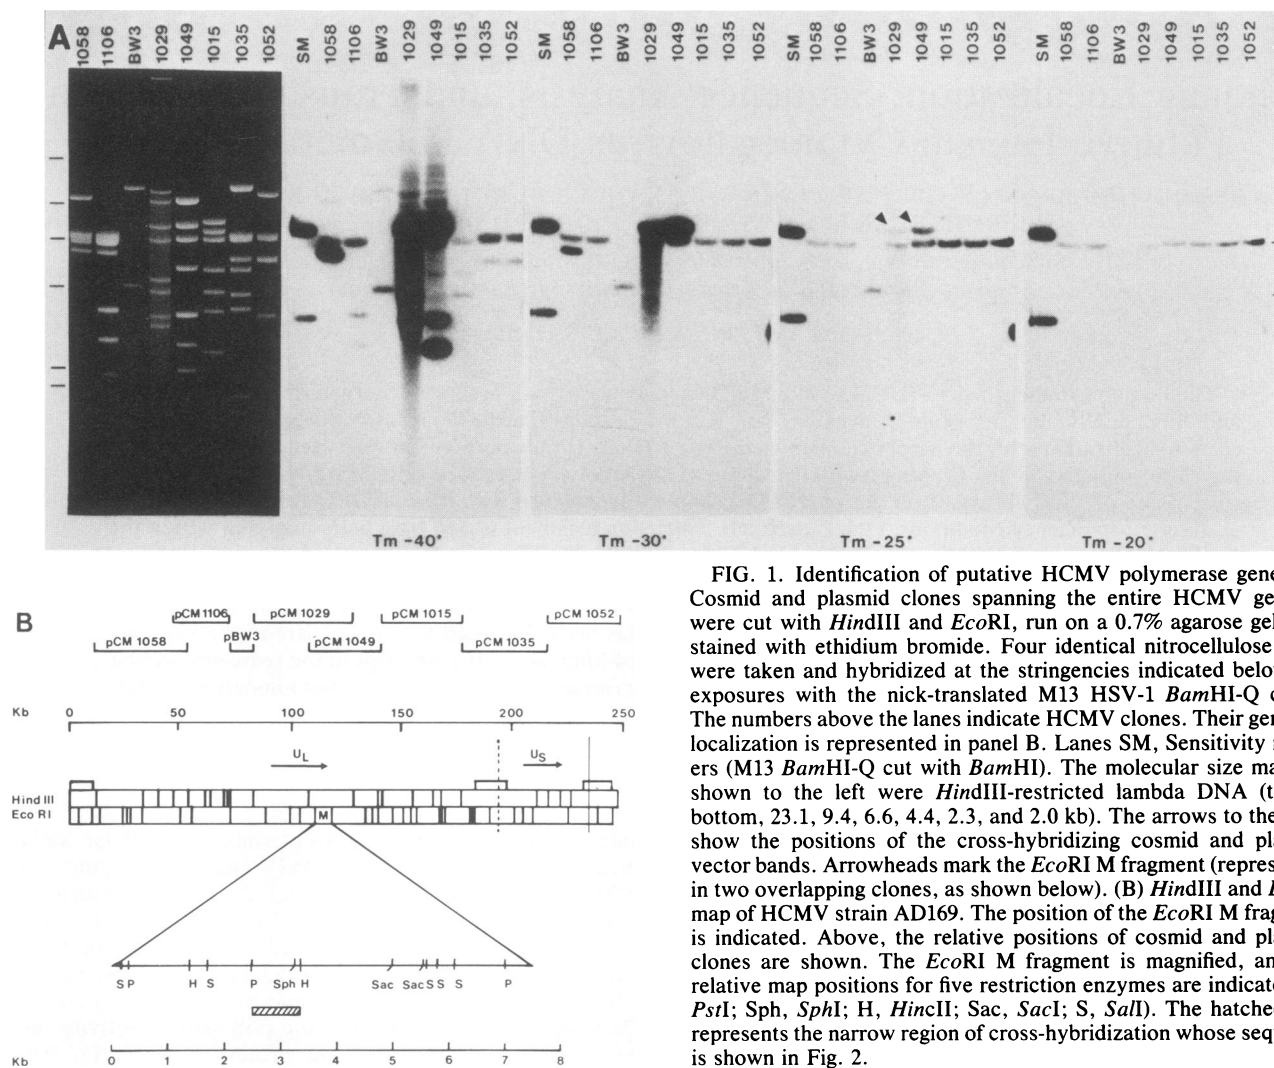 A
1058 1106 BW3 1029 1049 1015 1035 1052 SM 1058 1106 BW3 1029 1049 1015 1035 1052 SM 1058 1106 BW3 1029 1049 1015 1035 1052 SM 1058 1106 BW3 1029 1049 1015 1035 1052 SM 1058 1106 BW3 1029 1049 1015 1035 1052
Tm -40° Tm -30° Tm -25° Tm -20°
B
pCM 1106 pCM 1029 pCM 1015 pCM 1052
pCM 1058 pBW3 pCM 1049 pCM 1035
Kb 0 50 100 150 200 250
UL US
Hind III
Eco RI M
S P H S P Sph H Sac Sac S S S P
Kb 0 1 2 3 4 5 6 7 8
FIG. 1. Identification of putative HCMV polymerase gene
Cosmid and plasmid clones spanning the entire HCMV ge
were cut with HindIII and EcoRI, run on a 0.7% agarose gel
stained with ethidium bromide. Four identical nitrocellulose
were taken and hybridized at the stringencies indicated belo
exposures with the nick-translated M13 HSV-1 BamHI-Q c
The numbers above the lanes indicate HCMV clones. Their ge
localization is represented in panel B. Lanes SM, Sensitivity
ers (M13 BamHI-Q cut with BamHI). The molecular size ma
shown to the left were HindIII-restricted lambda DNA (t
bottom, 23.1, 9.4, 6.6, 4.4, 2.3, and 2.0 kb). The arrows to the
show the positions of the cross-hybridizing cosmid and pl
vector bands. Arrowheads mark the EcoRI M fragment (repres
in two overlapping clones, as shown below). (B) HindIII and
map of HCMV strain AD169. The position of the EcoRI M frag
is indicated. Above, the relative positions of cosmid and pl
clones are shown. The EcoRI M fragment is magnified, an
relative map positions for five restriction enzymes are indicat
PstI; Sph, SphI; H, HincII; Sac, SacI; S, SalI). The hatche
represents the narrow region of cross-hybridization whose seq
is shown in Fig. 2.